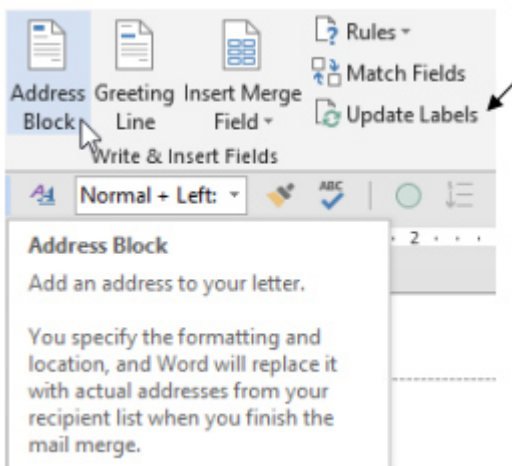 Rules
Match Fields
Update Labels
Address Block
Greeting Line
Insert Merge Field
Write & Insert Fields
Normal + Left:
ABC
2
Address Block
Add an address to your letter.
You specify the formatting and
location, and Word will replace it
with actual addresses from your
recipient list when you finish the
mail merge.